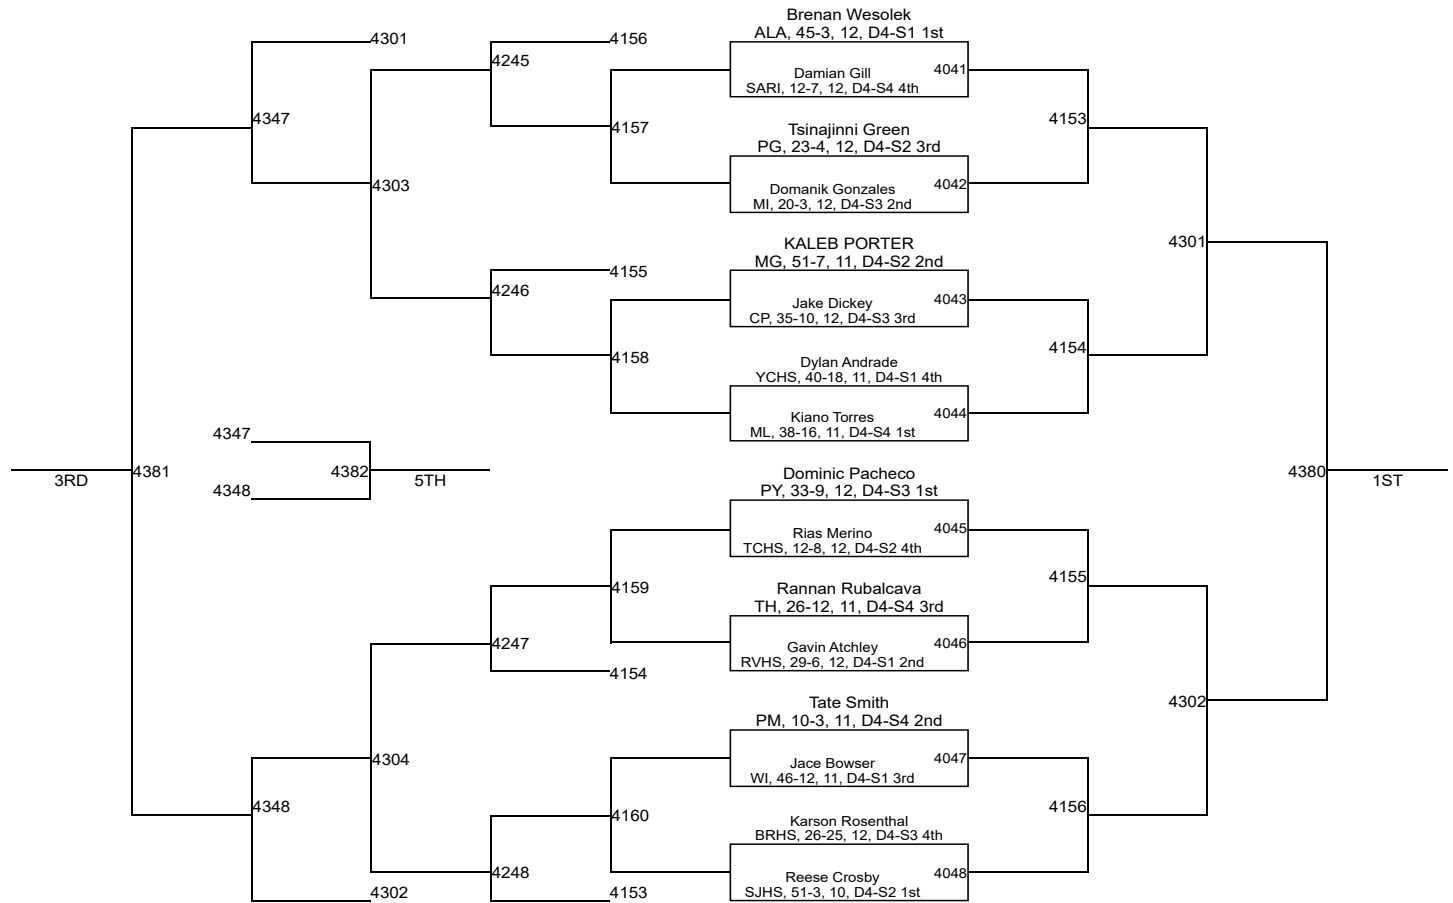 Brenan Wesolek
ALA, 45-3, 12, D4-S1 1st
4301
4156
4245
Damian Gill
SARI, 12-7, 12, D4-S4 4th
4041
4347
4157
4153
Tsinajinni Green
PG, 23-4, 12, D4-S2 3rd
4303
Domanik Gonzales
MI, 20-3, 12, D4-S3 2nd
4042
4301
KALEB PORTER
MG, 51-7, 11, D4-S2 2nd
4155
4246
Jake Dickey
CP, 35-10, 12, D4-S3 3rd
4043
4158
4154
Dylan Andrade
YCHS, 40-18, 11, D4-S1 4th
Kiano Torres
ML, 38-16, 11, D4-S4 1st
4044
4347
4381
3RD
4382
5TH
4348
4380
1ST
Dominic Pacheco
PY, 33-9, 12, D4-S3 1st
Rias Merino
TCHS, 12-8, 12, D4-S2 4th
4045
4159
4155
Rannan Rubalcava
TH, 26-12, 11, D4-S4 3rd
4247
Gavin Atchley
RVHS, 29-6, 12, D4-S1 2nd
4046
4154
4302
Tate Smith
PM, 10-3, 11, D4-S4 2nd
4304
Jace Bowser
WI, 46-12, 11, D4-S1 3rd
4047
4348
4160
4156
Karson Rosenthal
BRHS, 26-25, 12, D4-S3 4th
4248
Reese Crosby
SJHS, 51-3, 10, D4-S2 1st
4048
4302
4153